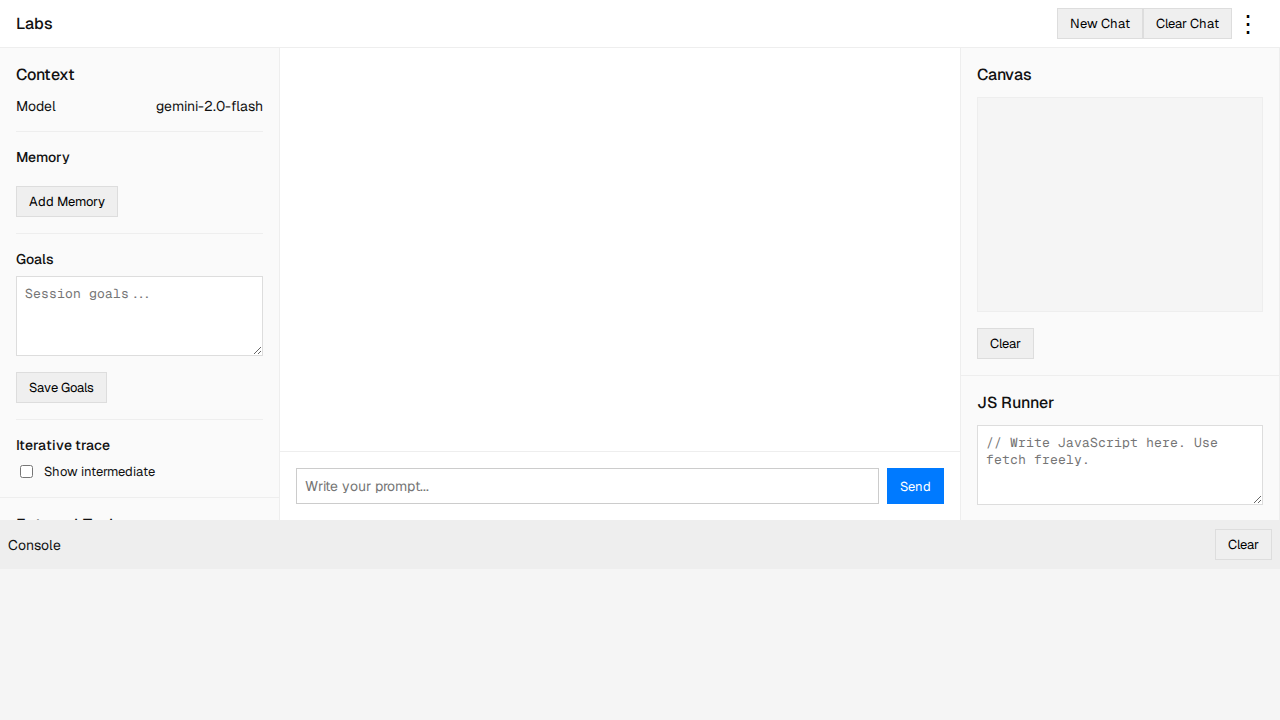 Labs
New Chat
Clear Chat
Context
Model
gemini-2.0-flash
Memory
Add Memory
Goals
Session goals...
Save Goals
Iterative trace
Show intermediate
Write your prompt...
Send
Canvas
Clear
JS Runner
// Write JavaScript here. Use
fetch freely.
Console
Clear